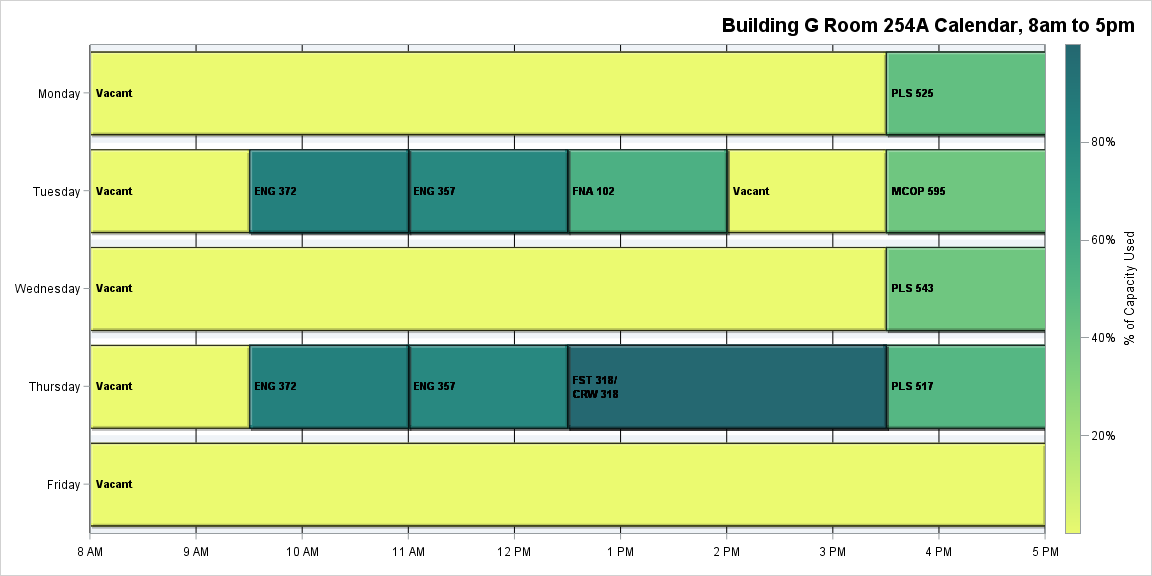 Building G Room 254A Calendar, 8am to 5pm
Monday
Vacant
PLS 525
Tuesday
Vacant
ENG 372
ENG 357
FNA 102
Vacant
MCOP 595
Wednesday
Vacant
PLS 543
Thursday
Vacant
ENG 372
ENG 357
FST 318/
CRW 318
PLS 517
Friday
Vacant
8 AM
9 AM
10 AM
11 AM
12 PM
1 PM
2 PM
3 PM
4 PM
5 PM
80%
60%
40%
20%
% of Capacity Used